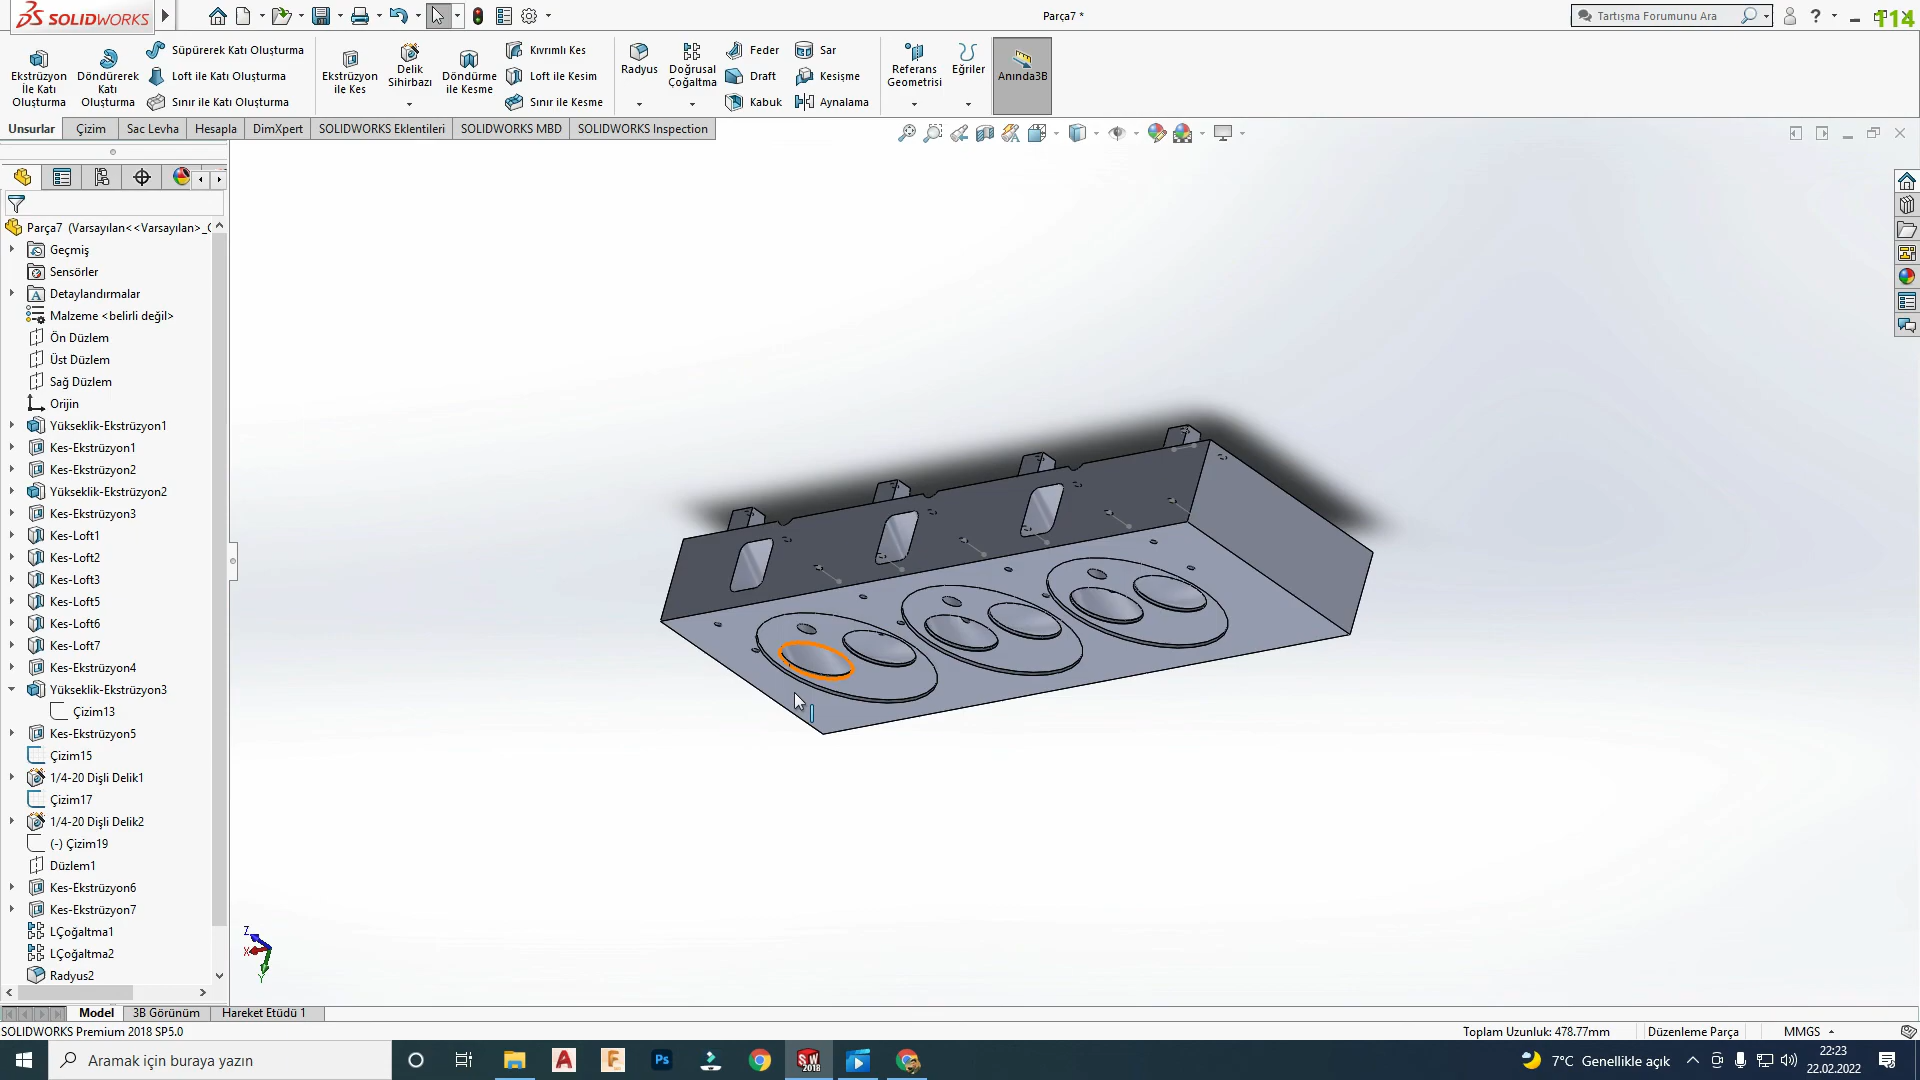 SOLIDWORKS
Parça7 *
Tartışma Forumunu Ara
114
Ekstrüzyon İle Katı Oluşturma
Döndürerek Katı Oluşturma
Süpürerek Katı Oluşturma
Loft ile Katı Oluşturma
Sınır ile Katı Oluşturma
Ekstrüzyon ile Kes
Delik Sihirbazı
Döndürme ile Kesme
Kıvrımlı Kes
Loft ile Kesim
Sınır ile Kesme
Radyus
Doğrusal Çoğaltma
Feder
Draft
Kabuk
Sar
Kesişme
Aynalama
Referans Geometrisi
Eğriler
Anında3B
Unsurlar
Çizim
Sac Levha
Hesapla
DimXpert
SOLIDWORKS Eklentileri
SOLIDWORKS MBD
SOLIDWORKS Inspection
Parça7 (Varsayılan<<Varsayılan>_
Geçmiş
Sensörler
Detaylandırmalar
Malzeme <belirli değil>
Ön Düzlem
Üst Düzlem
Sağ Düzlem
Orijin
Yükseklik-Ekstrüzyon1
Kes-Ekstrüzyon1
Kes-Ekstrüzyon2
Yükseklik-Ekstrüzyon2
Kes-Ekstrüzyon3
Kes-Loft1
Kes-Loft2
Kes-Loft3
Kes-Loft5
Kes-Loft6
Kes-Loft7
Kes-Ekstrüzyon4
Yükseklik-Ekstrüzyon3
Çizim13
Kes-Ekstrüzyon5
Çizim15
1/4-20 Dişli Delik1
Çizim17
1/4-20 Dişli Delik2
(-) Çizim19
Düzlem1
Kes-Ekstrüzyon6
Kes-Ekstrüzyon7
LÇoğaltma1
LÇoğaltma2
Radyus2
Z
X
Y
Model
3B Görünüm
Hareket Etüdü 1
SOLIDWORKS Premium 2018 SP5.0
Toplam Uzunluk: 478.77mm
Düzenleme Parça
MMGS
Aramak için buraya yazın
7°C Genellikle açık
22:23
22.02.2022